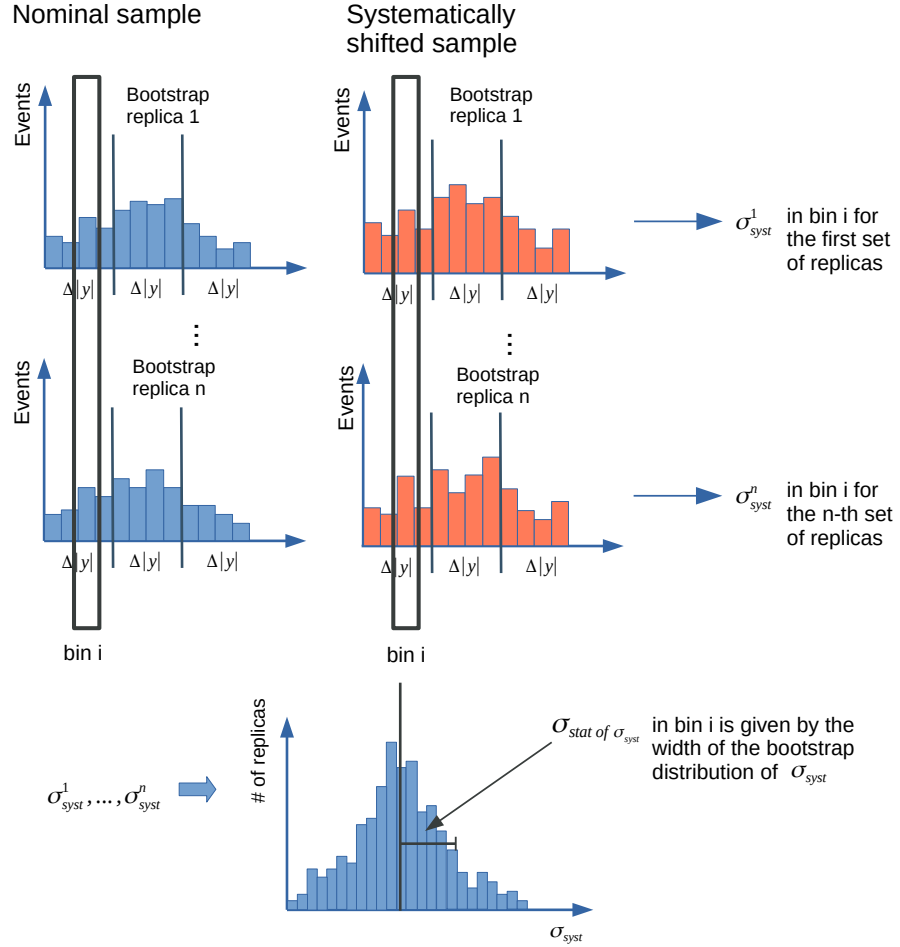 Nominal sample
Systematically
shifted sample
Events
Bootstrap
replica 1
Δ|y|
Δ|y|
Δ|y|
Events
Bootstrap
replica 1
Δ|y|
Δ|y|
Δ|y|
σ¹syst in bin i for
the first set
of replicas
⋮
⋮
Events
Bootstrap
replica n
Δ|y|
Δ|y|
Δ|y|
Events
Bootstrap
replica n
Δ|y|
Δ|y|
Δ|y|
σⁿsyst in bin i for
the n-th set
of replicas
bin i
bin i
σ¹syst,...,σⁿsyst
# of replicas
σstat of σsyst in bin i is given by the
width of the bootstrap
distribution of σsyst
σsyst